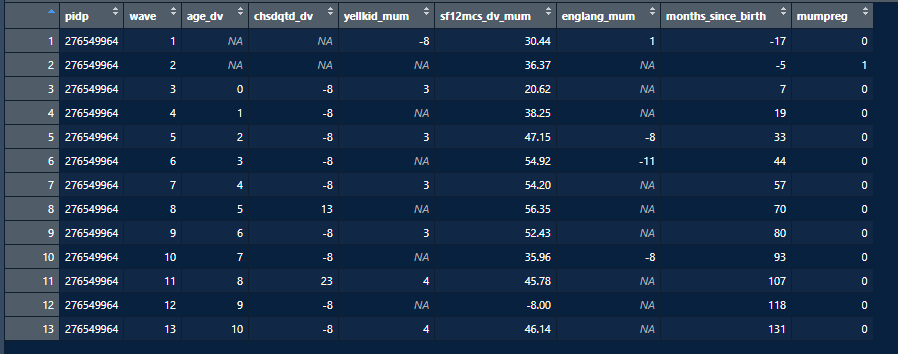 pidp wave age_dv chsdqtd_dv yellkid_mum sf12mcs_dv_mum englang_mum months_since_birth mumpreg
1 276549964 1 NA NA -8 30.44 1 -17 0
2 276549964 2 NA NA NA 36.37 NA -5 1
3 276549964 3 0 -8 3 20.62 NA 7 0
4 276549964 4 1 -8 NA 38.25 NA 19 0
5 276549964 5 2 -8 3 47.15 -8 33 0
6 276549964 6 3 -8 NA 54.92 -11 44 0
7 276549964 7 4 -8 3 54.20 NA 57 0
8 276549964 8 5 13 NA 56.35 NA 70 0
9 276549964 9 6 -8 3 52.43 NA 80 0
10 276549964 10 7 -8 NA 35.96 -8 93 0
11 276549964 11 8 23 4 45.78 NA 107 0
12 276549964 12 9 -8 NA -8.00 NA 118 0
13 276549964 13 10 -8 4 46.14 NA 131 0